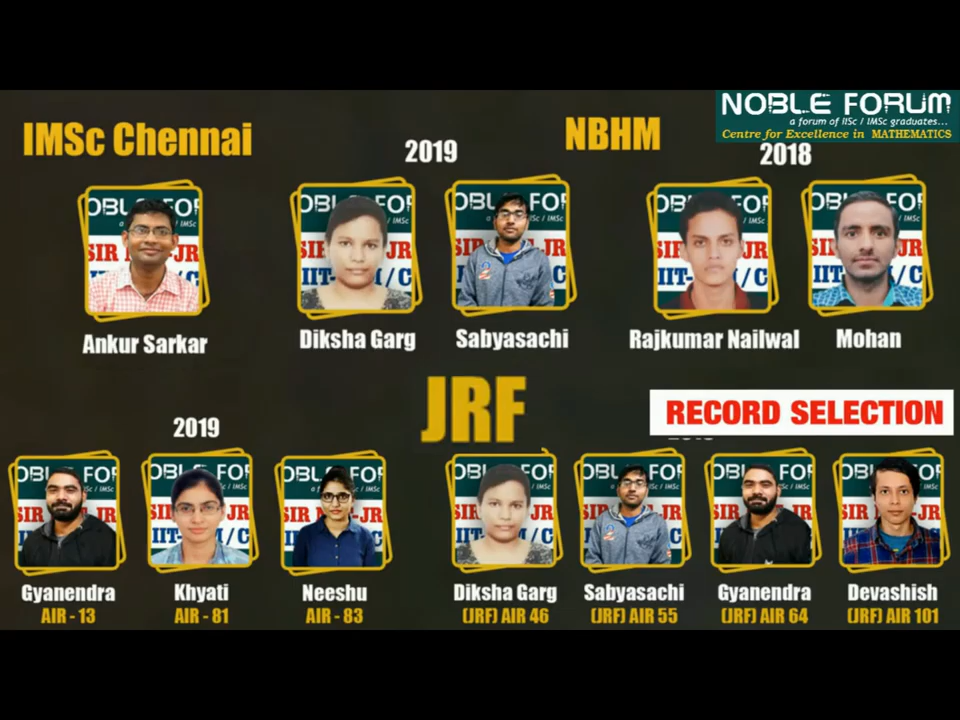 NOBLE FORUM
a forum of IISc / IMSc graduates...
Centre for Excellence in MATHEMATICS
IMSc Chennai
NBHM
2019
2018
Ankur Sarkar
Diksha Garg
Sabyasachi
Rajkumar Nailwal
Mohan
JRF
RECORD SELECTION
2019
Gyanendra
AIR - 13
Khyati
AIR - 81
Neeshu
AIR - 83
Diksha Garg
(JRF) AIR 46
Sabyasachi
(JRF) AIR 55
Gyanendra
(JRF) AIR 64
Devashish
(JRF) AIR 101